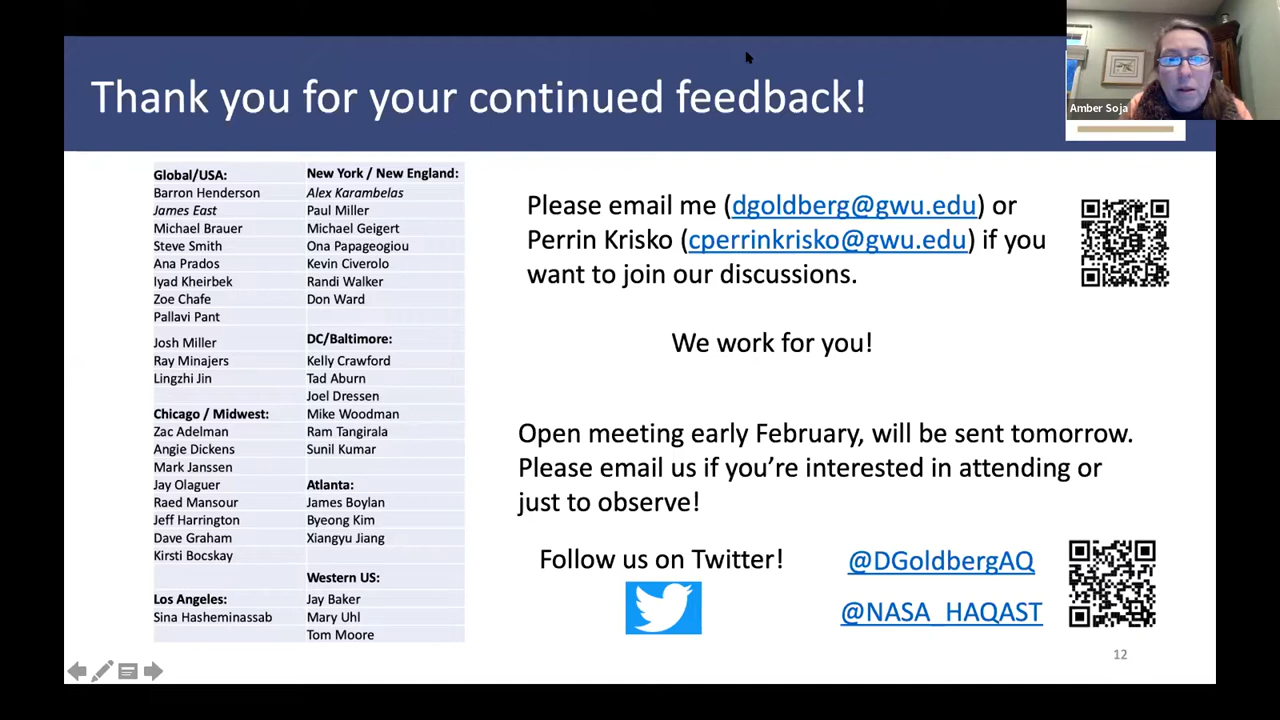 Thank you for your continued feedback!
Amber Soja
Global/USA:
Barron Henderson
James East
Michael Brauer
Steve Smith
Ana Prados
Iyad Kheirbek
Zoe Chafe
Pallavi Pant
Josh Miller
Ray Minajers
Lingzhi Jin
Chicago / Midwest:
Zac Adelman
Angie Dickens
Mark Janssen
Jay Olaguer
Raed Mansour
Jeff Harrington
Dave Graham
Kirsti Bocskay
Los Angeles:
Sina Hasheminassab
New York / New England:
Alex Karambelas
Paul Miller
Michael Geigert
Ona Papageogiou
Kevin Civerolo
Randi Walker
Don Ward
DC/Baltimore:
Kelly Crawford
Tad Aburn
Joel Dressen
Mike Woodman
Ram Tangirala
Sunil Kumar
Atlanta:
James Boylan
Byeong Kim
Xiangyu Jiang
Western US:
Jay Baker
Mary Uhl
Tom Moore
Please email me (dgoldberg@gwu.edu) or
Perrin Krisko (cperrinkrisko@gwu.edu) if you
want to join our discussions.
We work for you!
Open meeting early February, will be sent tomorrow.
Please email us if you’re interested in attending or
just to observe!
Follow us on Twitter!
@DGoldbergAQ
@NASA_HAQAST
12